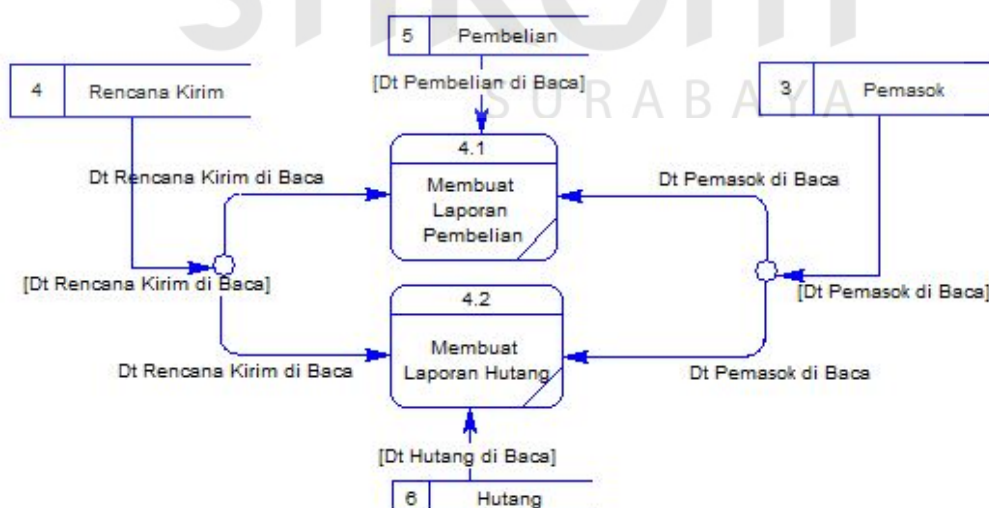 5 Pembelian
4 Rencana Kirim
[Dt Pembelian di Baca]
3 Pemasok
SURABAYA
4.1
Dt Rencana Kirim di Baca
Membuat
Laporan
Pembelian
Dt Pemasok di Baca
[Dt Rencana Kirim di Baca]
[Dt Pemasok di Baca]
4.2
Membuat
Laporan Hutang
Dt Rencana Kirim di Baca
Dt Pemasok di Baca
[Dt Hutang di Baca]
6 Hutang